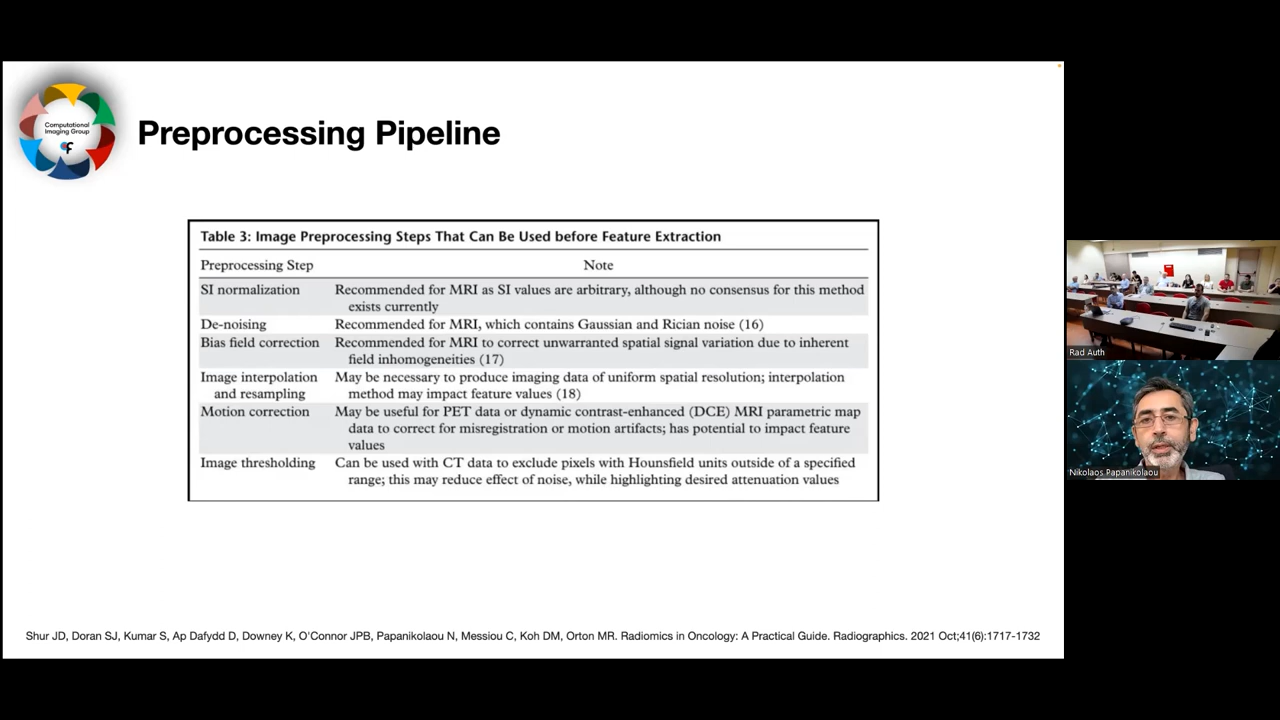 Computational
Imaging Group
Preprocessing Pipeline
Table 3: Image Preprocessing Steps That Can Be Used before Feature Extraction
Preprocessing Step Note
SI normalization Recommended for MRI as SI values are arbitrary, although no consensus for this method
exists currently
De-noising Recommended for MRI, which contains Gaussian and Rician noise (16)
Bias field correction Recommended for MRI to correct unwarranted spatial signal variation due to inherent
field inhomogeneities (17)
Image interpolation May be necessary to produce imaging data of uniform spatial resolution; interpolation
and resampling method may impact feature values (18)
Motion correction May be useful for PET data or dynamic contrast-enhanced (DCE) MRI parametric map
data to correct for misregistration or motion artifacts; has potential to impact feature
values
Image thresholding Can be used with CT data to exclude pixels with Hounsfield units outside of a specified
range; this may reduce effect of noise, while highlighting desired attenuation values
Shur JD, Doran SJ, Kumar S, Ap Dafydd D, Downey K, O'Connor JPB, Papanikolaou N, Messiou C, Koh DM, Orton MR. Radiomics in Oncology: A Practical Guide. Radiographics. 2021 Oct;41(6):1717-1732
Rad Auth
Nikolaos Papanikolaou